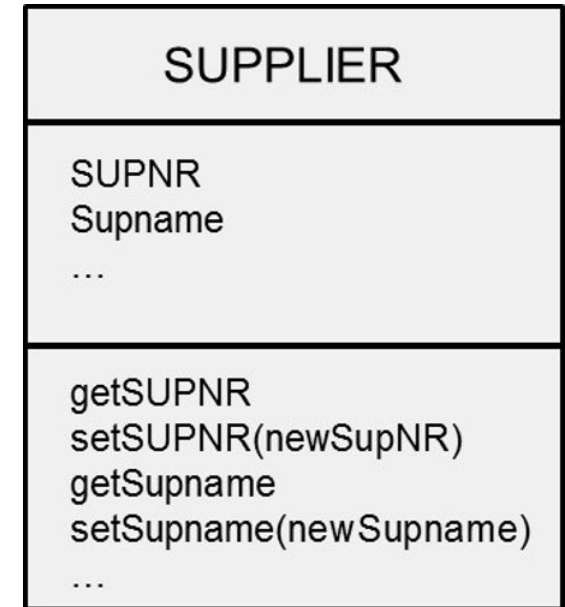 SUPPLIER
SUPNR
Supname
…
getSUPNR
setSUPNR(newSupNR)
getSupname
setSupname(newSupname)
…